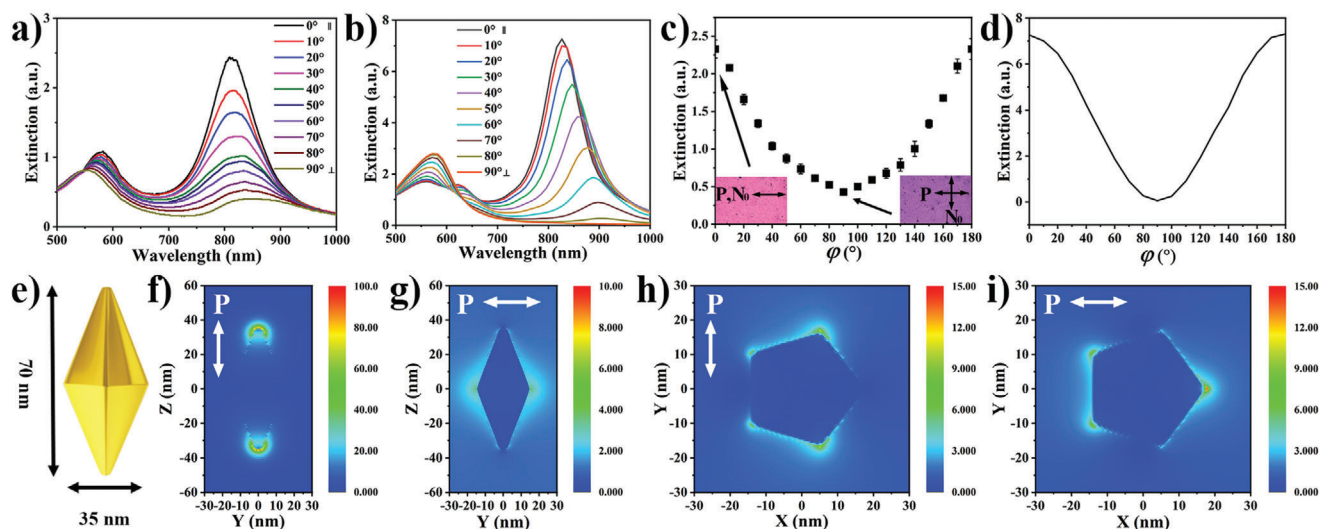 a)
Extinction (a.u.)
3
2
1
0
500 600 700 800 900 1000
Wavelength (nm)
0° ∥
10°
20°
30°
40°
50°
60°
70°
80°
90° ⊥
b)
Extinction (a.u.)
8
6
4
2
0
500 600 700 800 900 1000
Wavelength (nm)
0° ∥
10°
20°
30°
40°
50°
60°
70°
80°
90°⊥
c)
Extinction (a.u.)
2.5
2.0
1.5
1.0
0.5
0.0
0 20 40 60 80 100 120 140 160 180
φ (°)
P,N₀
P
N₀
d)
Extinction (a.u.)
8
6
4
2
0
0 20 40 60 80 100 120 140 160 180
φ (°)
e)
70 nm
35 nm
f)
P
Z (nm)
60
40
20
0
-20
-40
-60
-30 -20 -10 0 10 20 30
Y (nm)
100.0
80.00
60.00
40.00
20.00
0.000
g)
P
Z (nm)
60
40
20
0
-20
-40
-60
-30 -20 -10 0 10 20 30
Y (nm)
10.00
8.000
6.000
4.000
2.000
0.000
h)
P
Y (nm)
30
20
10
0
-10
-20
-30
-30 -20 -10 0 10 20 30
X (nm)
15.00
12.00
9.000
6.000
3.000
0.000
i)
P
Y (nm)
30
20
10
0
-10
-20
-30
-30 -20 -10 0 10 20 30
X (nm)
15.00
12.00
9.000
6.000
3.000
0.000